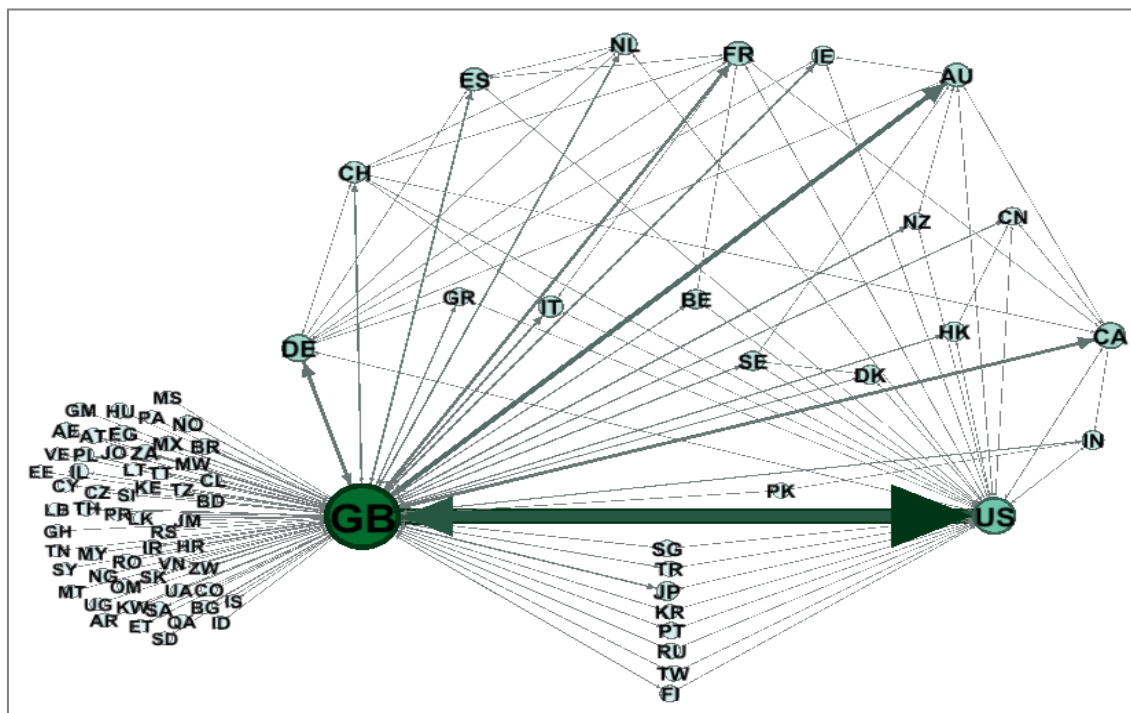 NL
FR
IE
ES
AU
CH
NZ
CN
GR
IT
BE
HK
CA
DE
SE
DK
IN
PK
GB
US
MS
GM HU PA NO
AE AT EG MX BR
VE PL JO ZA
EE IL LT TT MW
CY CZ SI KE TZ CL
BD
LB TH PR LK JM
GH RS
TN MY IR HR
SY RO VN ZW
NG OM SK
MT UA CO
UG KW SA BG IS
AR ET QA ID
SD
SG
TR
JP
KR
PT
RU
TW
FI